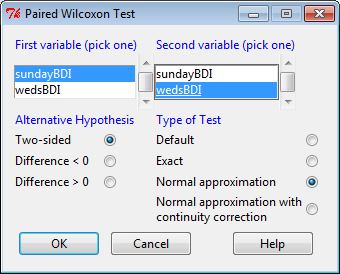 Paired Wilcoxon Test
First variable (pick one)
Second variable (pick one)
sundayBDI
wedsBDI
sundayBDI
wedsBDI
Alternative Hypothesis
Type of Test
Two-sided
Default
Difference < 0
Exact
Difference > 0
Normal approximation
Normal approximation with
continuity correction
OK
Cancel
Help